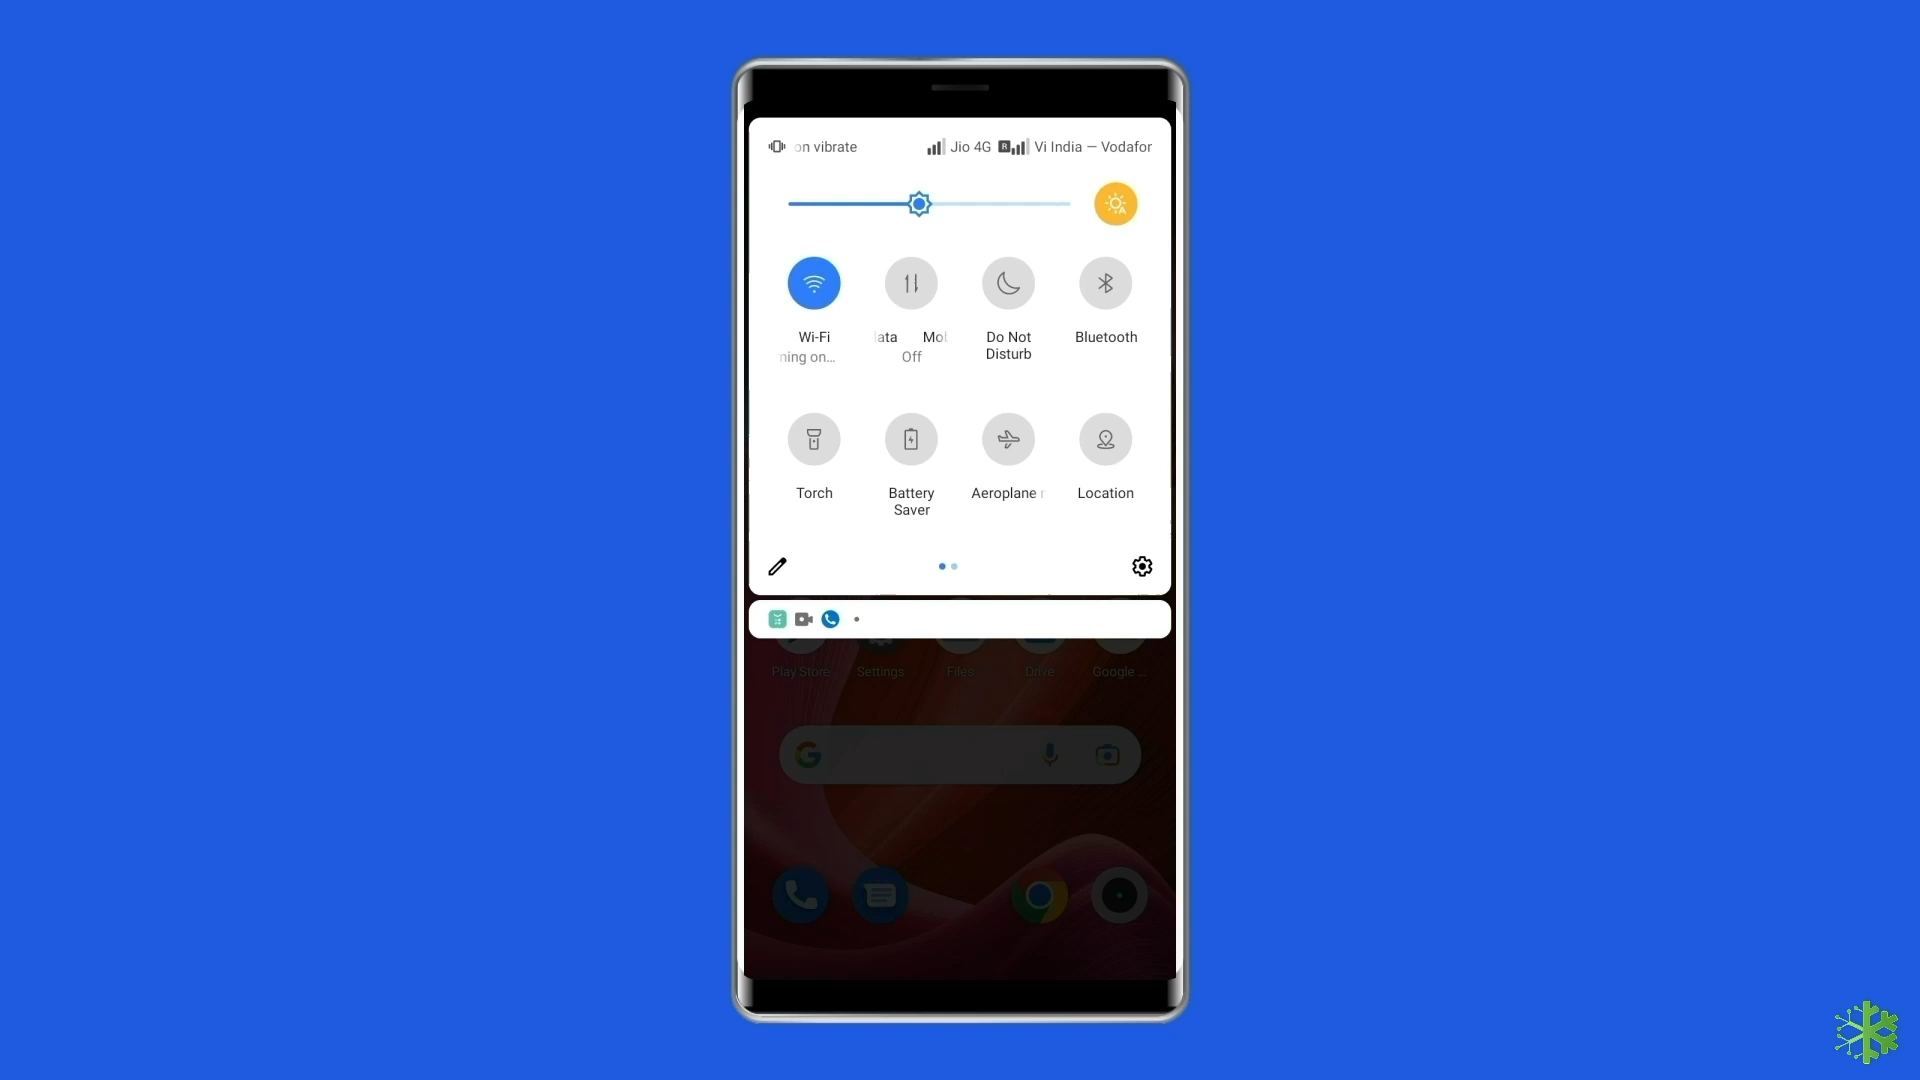 on vibrate Jio 4G R Vi India — Vodafor
Wi-Fi
ning on...
ata Mob
Off
Do Not
Disturb
Bluetooth
Torch
Battery
Saver
Aeroplane
Location
Play Store Settings Files Drive Google ...